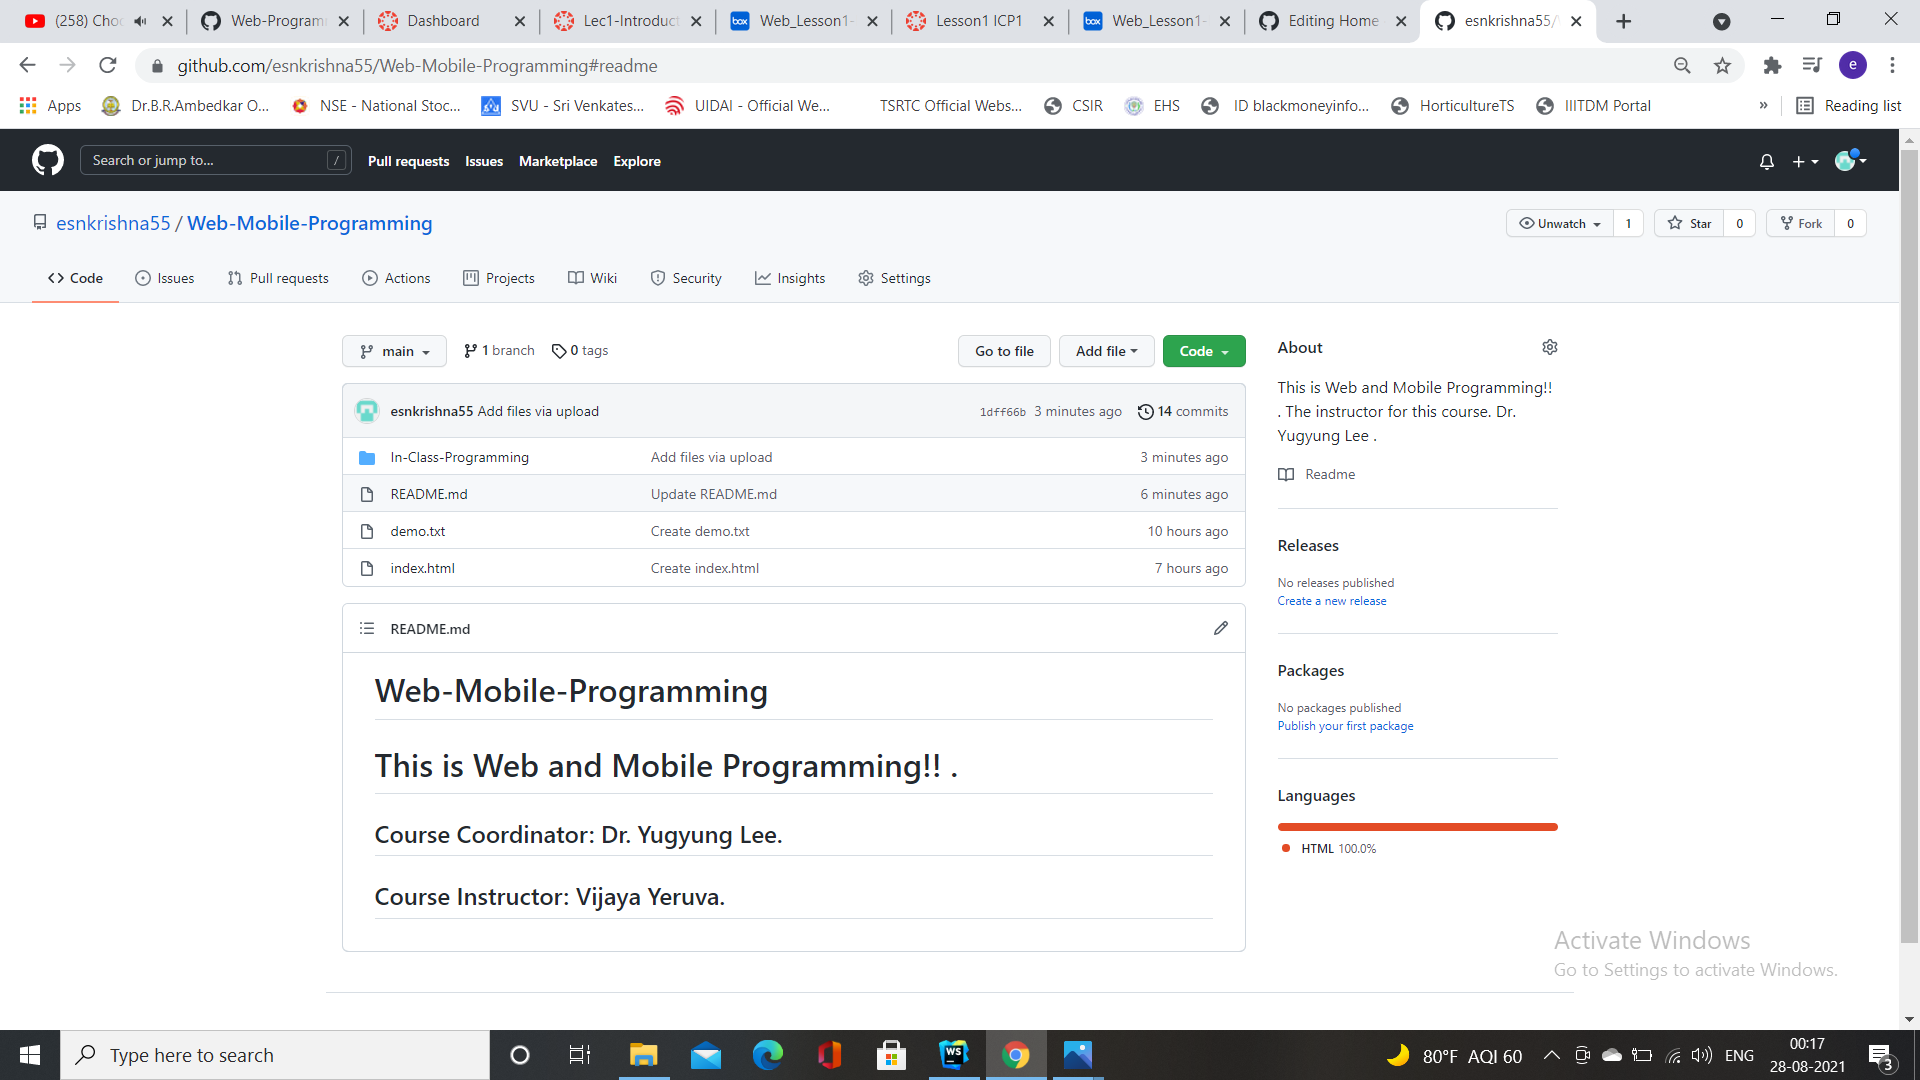 (258) Choc
Web-Program
Dashboard
Lec1-Introduct
Web_Lesson1-
Lesson1 ICP1
Web_Lesson1-
Editing Home
esnkrishna55/
github.com/esnkrishna55/Web-Mobile-Programming#readme
e
Apps
Dr.B.R.Ambedkar O...
NSE - National Stoc...
SVU - Sri Venkates...
UIDAI - Official We...
TSRTC Official Webs...
CSIR
EHS
ID blackmoneyinfo...
HorticultureTS
IIITDM Portal
»
Reading list
Search or jump to...
/
Pull requests
Issues
Marketplace
Explore
esnkrishna55 / Web-Mobile-Programming
Unwatch 1
Star 0
Fork 0
Code
Issues
Pull requests
Actions
Projects
Wiki
Security
Insights
Settings
main
1 branch
0 tags
Go to file
Add file
Code
esnkrishna55 Add files via upload 1dff66b 3 minutes ago 14 commits
In-Class-Programming Add files via upload 3 minutes ago
README.md Update README.md 6 minutes ago
demo.txt Create demo.txt 10 hours ago
index.html Create index.html 7 hours ago
README.md
Web-Mobile-Programming
This is Web and Mobile Programming!! .
Course Coordinator: Dr. Yugyung Lee.
Course Instructor: Vijaya Yeruva.
About
This is Web and Mobile Programming!!
. The instructor for this course. Dr.
Yugyung Lee .
Readme
Releases
No releases published
Create a new release
Packages
No packages published
Publish your first package
Languages
HTML 100.0%
Activate Windows
Go to Settings to activate Windows.
Type here to search
WS
80°F AQI 60
ENG
00:17
28-08-2021
3